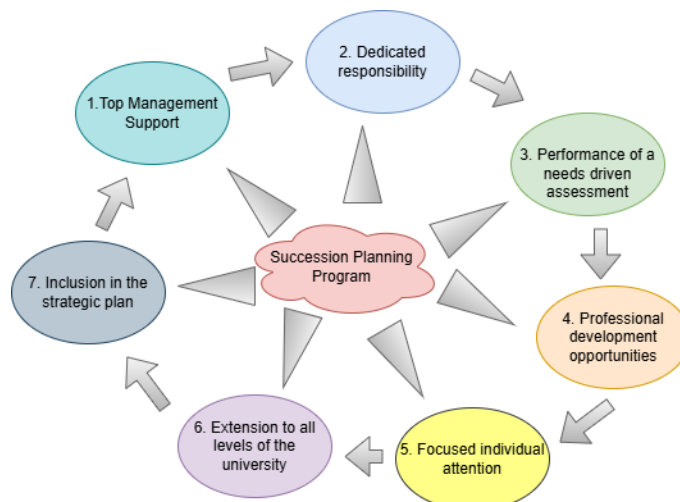 1.Top Management
Support
2. Dedicated
responsibility
3. Performance of a
needs driven
assessment
4. Professional
development
opportunities
5. Focused individual
attention
6. Extension to all
levels of the
university
7. Inclusion in the
strategic plan
Succession Planning
Program